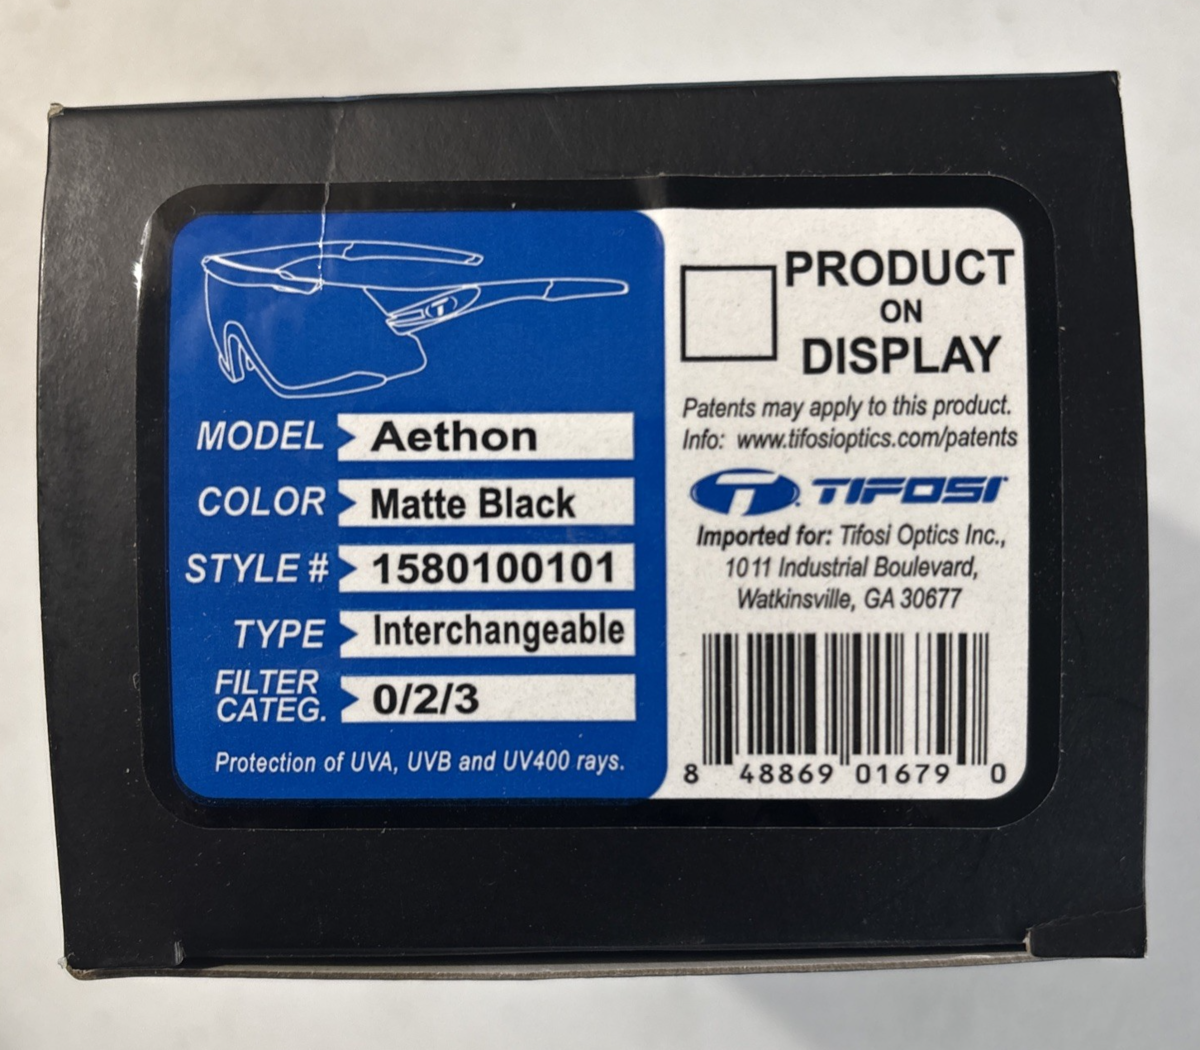 MODEL Aethon
COLOR Matte Black
STYLE # 1580100101
TYPE Interchangeable
FILTER
CATEG. 0/2/3
Protection of UVA, UVB and UV400 rays.
PRODUCT
ON
DISPLAY
Patents may apply to this product.
Info: www.tifosioptics.com/patents
T TIFOSI
Imported for: Tifosi Optics Inc.,
1011 Industrial Boulevard,
Watkinsville, GA 30677
8 48869 01679 0